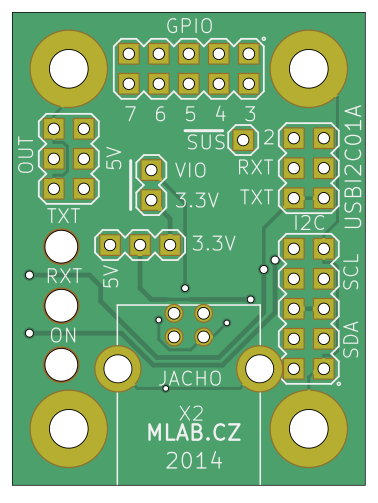 GPIO
7 6 5 4 3
SUS
2
OUT
5V
VIO
RXT
3.3V
TXT
USBI2C01A
TXT
I2C
3.3V
5V
RXT
SCL
ON
SDA
JACHO
X2
MLAB.CZ
2014